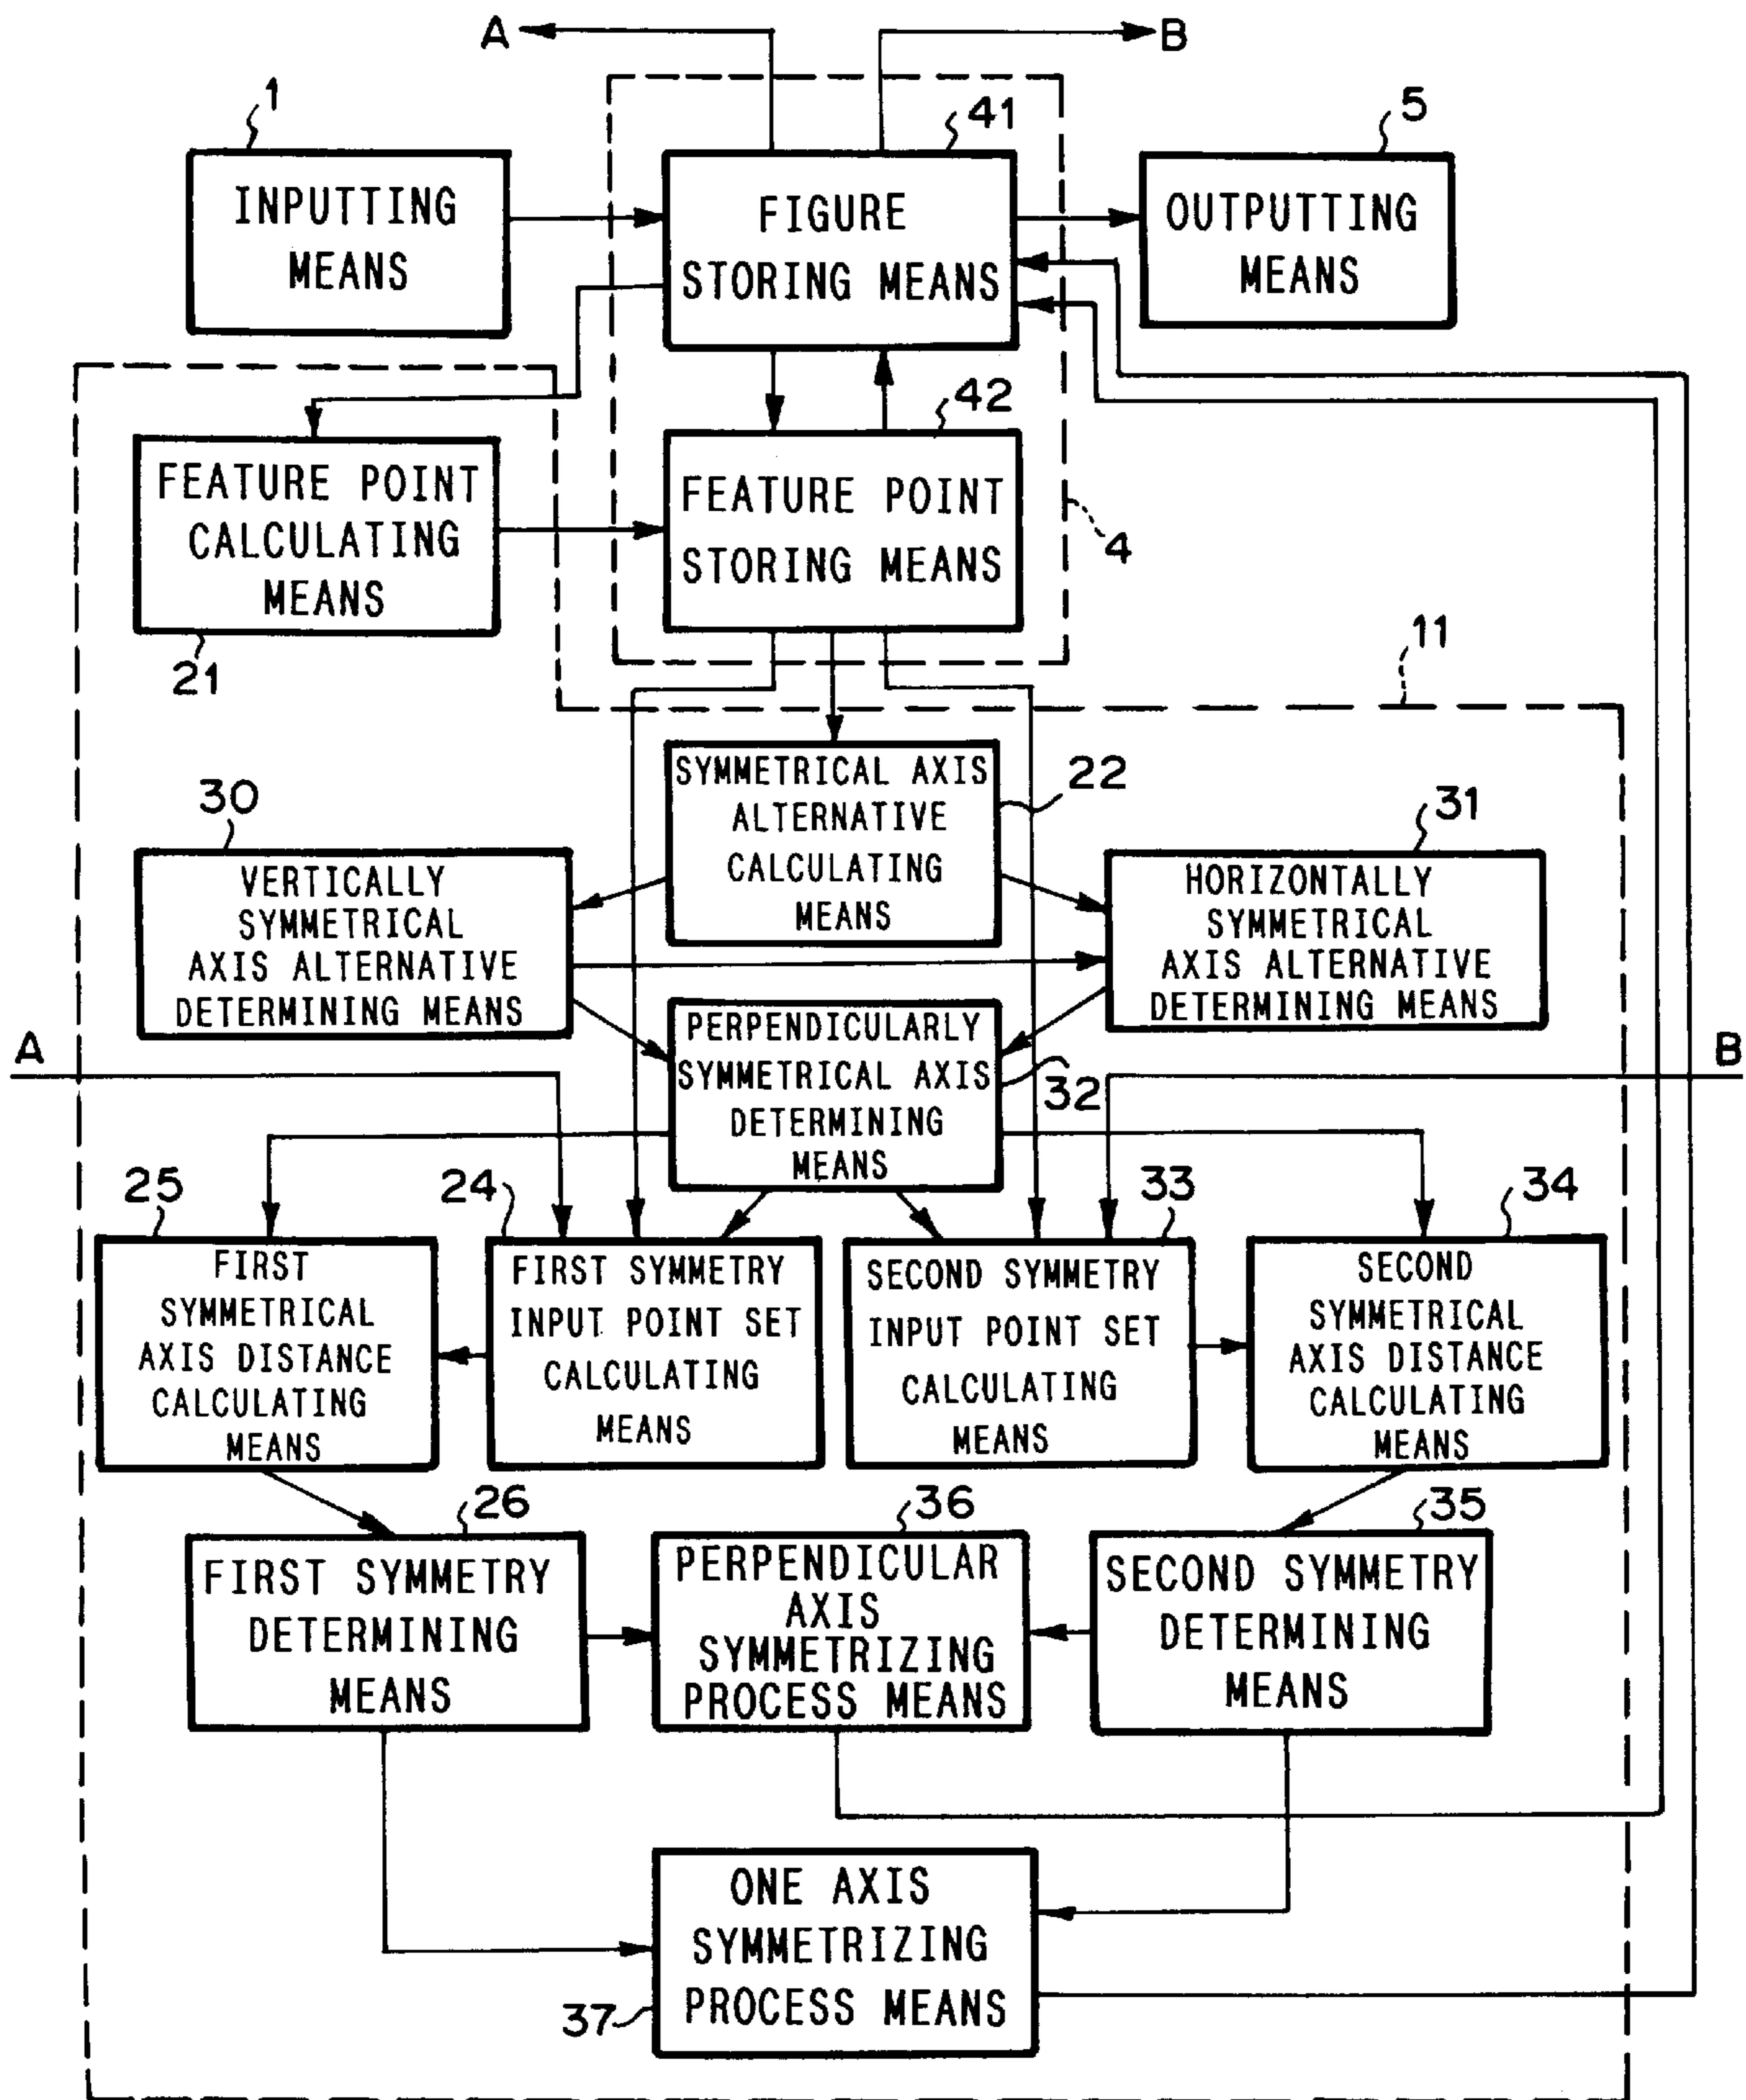 A
B
1
41
5
INPUTTING
MEANS
FIGURE
STORING MEANS
OUTPUTTING
MEANS
42
FEATURE POINT
CALCULATING
MEANS
FEATURE POINT
STORING MEANS
4
21
11
SYMMETRICAL AXIS
ALTERNATIVE
CALCULATING
MEANS
22
30
31
VERTICALLY
SYMMETRICAL
AXIS ALTERNATIVE
DETERMINING MEANS
HORIZONTALLY
SYMMETRICAL
AXIS ALTERNATIVE
DETERMINING MEANS
A
B
PERPENDICULARLY
SYMMETRICAL AXIS
DETERMINING
MEANS
32
25
24
33
34
FIRST
SYMMETRICAL
AXIS DISTANCE
CALCULATING
MEANS
FIRST SYMMETRY
INPUT POINT SET
CALCULATING
MEANS
SECOND SYMMETRY
INPUT POINT SET
CALCULATING
MEANS
SECOND
SYMMETRICAL
AXIS DISTANCE
CALCULATING
MEANS
26
36
35
FIRST SYMMETRY
DETERMINING
MEANS
PERPENDICULAR
AXIS
SYMMETRIZING
PROCESS MEANS
SECOND SYMMETRY
DETERMINING
MEANS
ONE AXIS
SYMMETRIZING
PROCESS MEANS
37